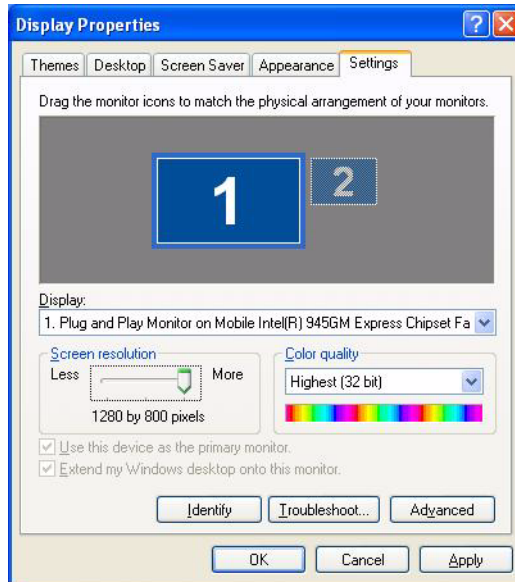 Display Properties
Themes Desktop Screen Saver Appearance Settings
Drag the monitor icons to match the physical arrangement of your monitors.
1 2
Display:
1. Plug and Play Monitor on Mobile Intel(R) 945GM Express Chipset Fa
Screen resolution Color quality
Less More Highest (32 bit)
1280 by 800 pixels
Use this device as the primary monitor.
Extend my Windows desktop onto this monitor.
Identify Troubleshoot... Advanced
OK Cancel Apply